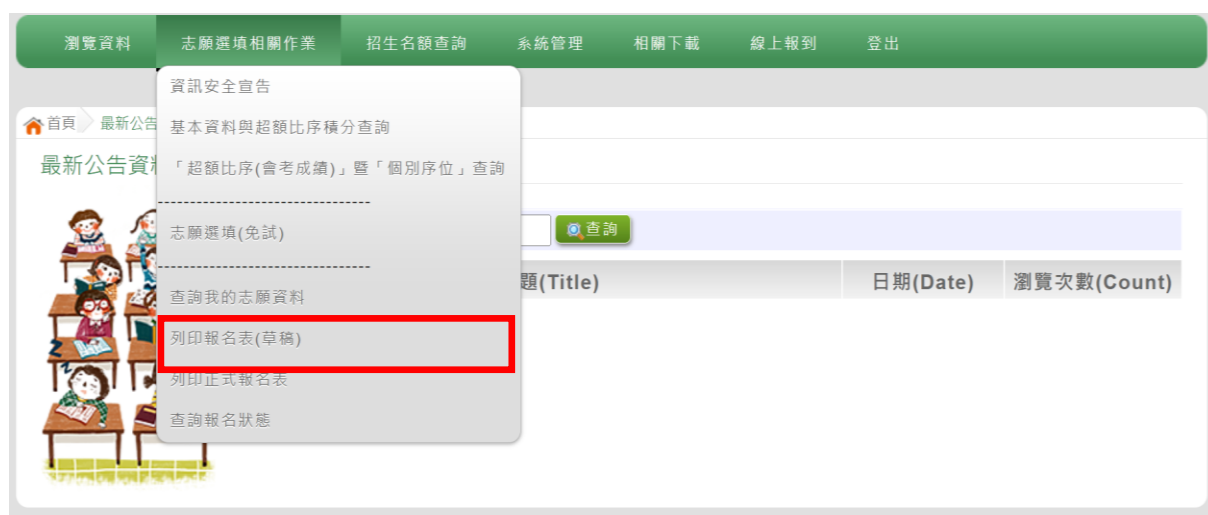 瀏覽資料 志願選填相關作業 招生名額查詢 系統管理 相關下載 線上報到 登出
資訊安全宣告
首頁 最新公告
基本資料與超額比序積分查詢
最新公告資
「超額比序(會考成績)」暨「個別序位」查詢
---------------------------------
志願選填(免試) 查詢
---------------------------------
題(Title) 日期(Date) 瀏覽次數(Count)
查詢我的志願資料
列印報名表(草稿)
列印正式報名表
查詢報名狀態